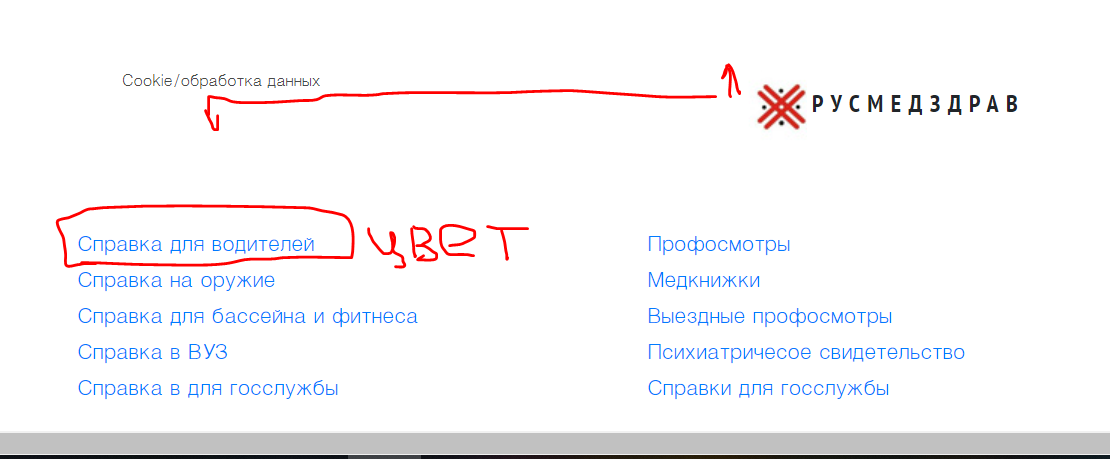 Cookie/обработка данных
РУСМЕДЗДРАВ
Справка для водителей
цвет
Справка на оружие
Справка для бассейна и фитнеса
Справка в ВУЗ
Справка в для госслужбы
Профосмотры
Медкнижки
Выездные профосмотры
Психиатричесое свидетельство
Справки для госслужбы